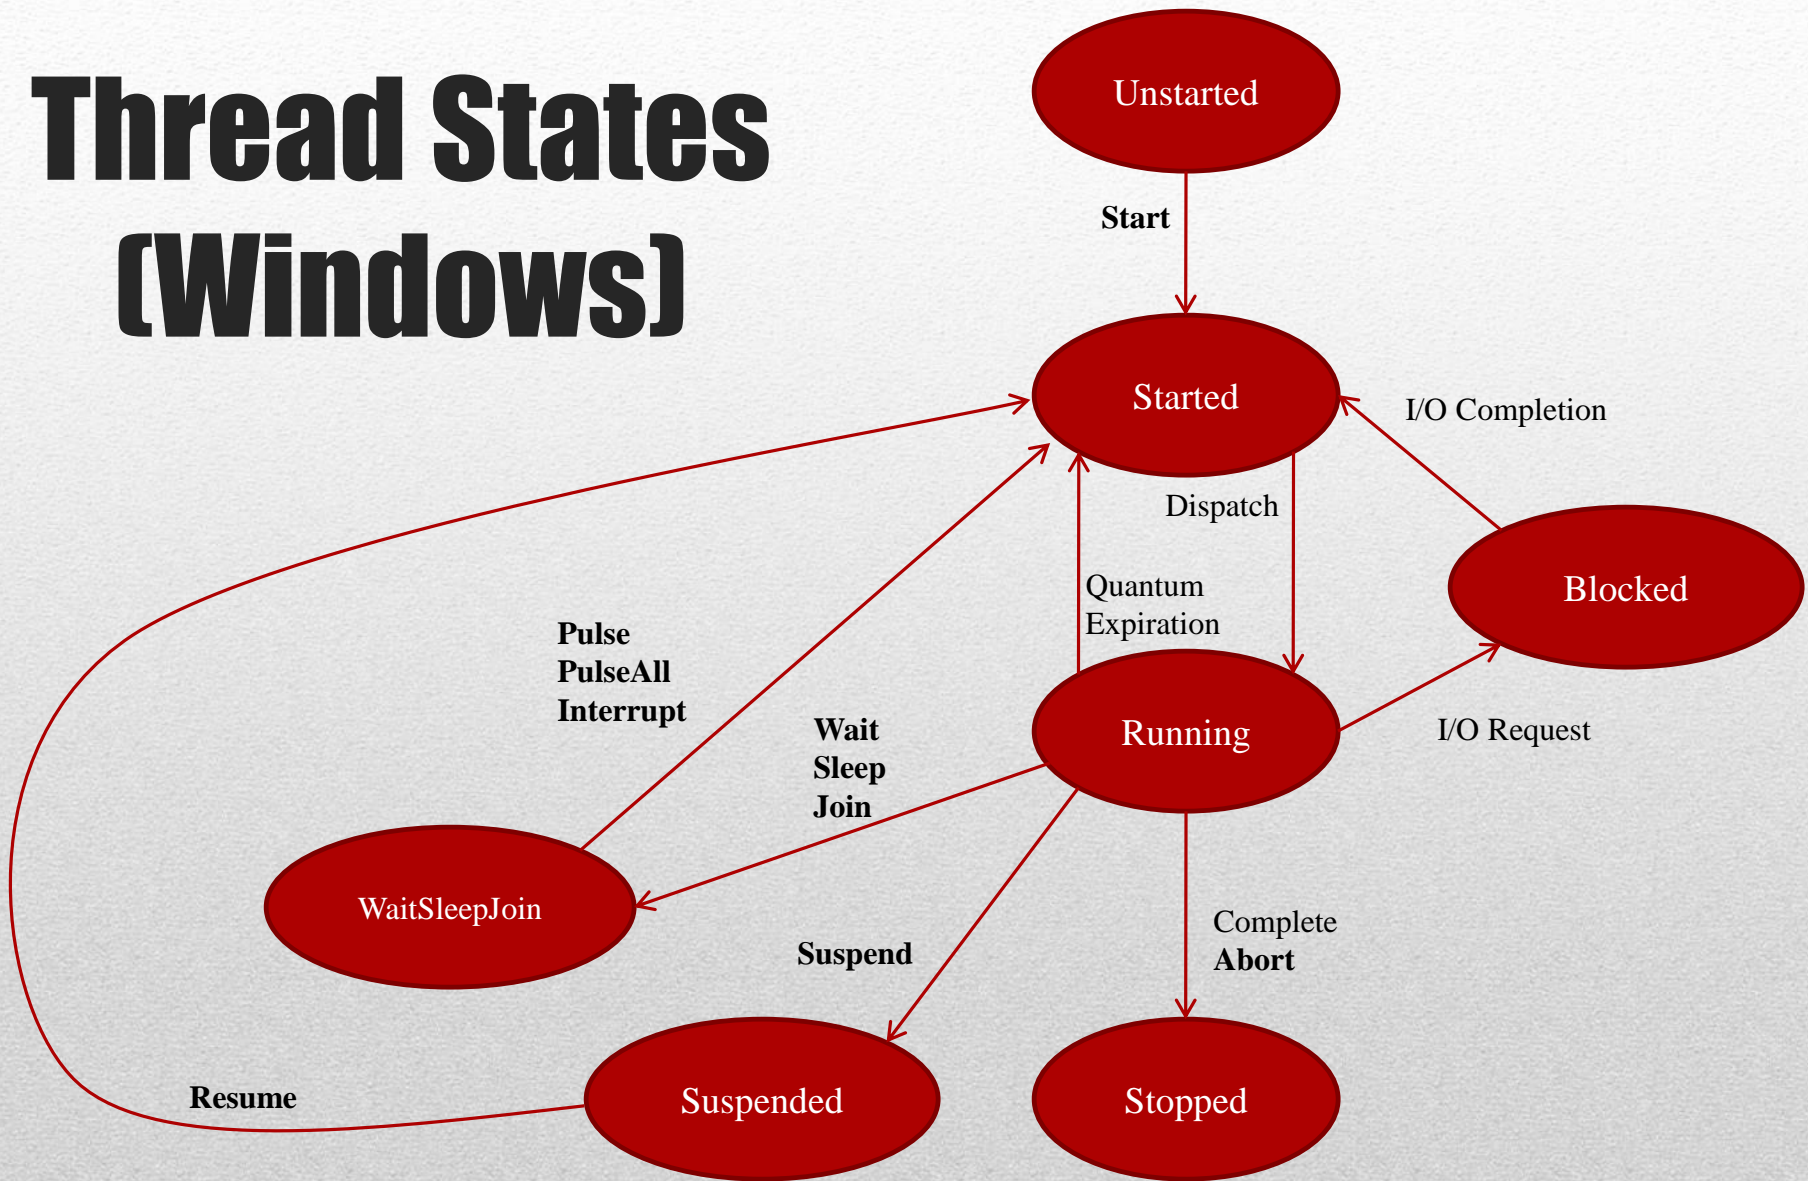 Thread States
(Windows)
Unstarted
Start
Started
I/O Completion
Dispatch
Quantum
Expiration
Blocked
Pulse
PulseAll
Interrupt
Wait
Sleep
Join
Running
I/O Request
WaitSleepJoin
Suspend
Complete
Abort
Resume
Suspended
Stopped